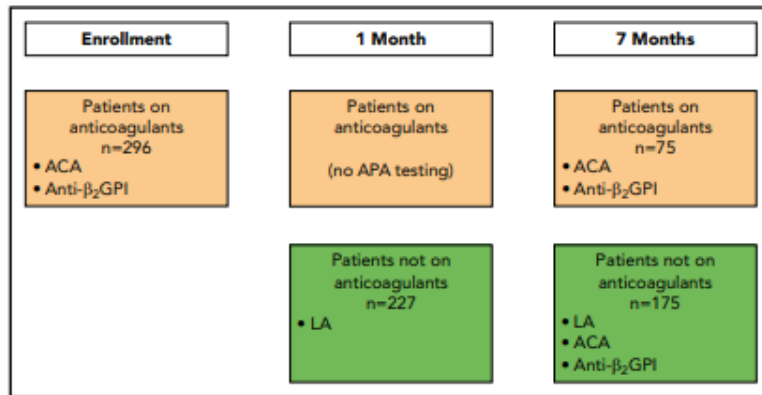 Enrollment
1 Month
7 Months
Patients on
anticoagulants
n=296
• ACA
• Anti-β₂GPI
Patients on
anticoagulants
(no APA testing)
Patients on
anticoagulants
n=75
• ACA
• Anti-β₂GPI
Patients not on
anticoagulants
n=227
• LA
Patients not on
anticoagulants
n=175
• LA
• ACA
• Anti-β₂GPI